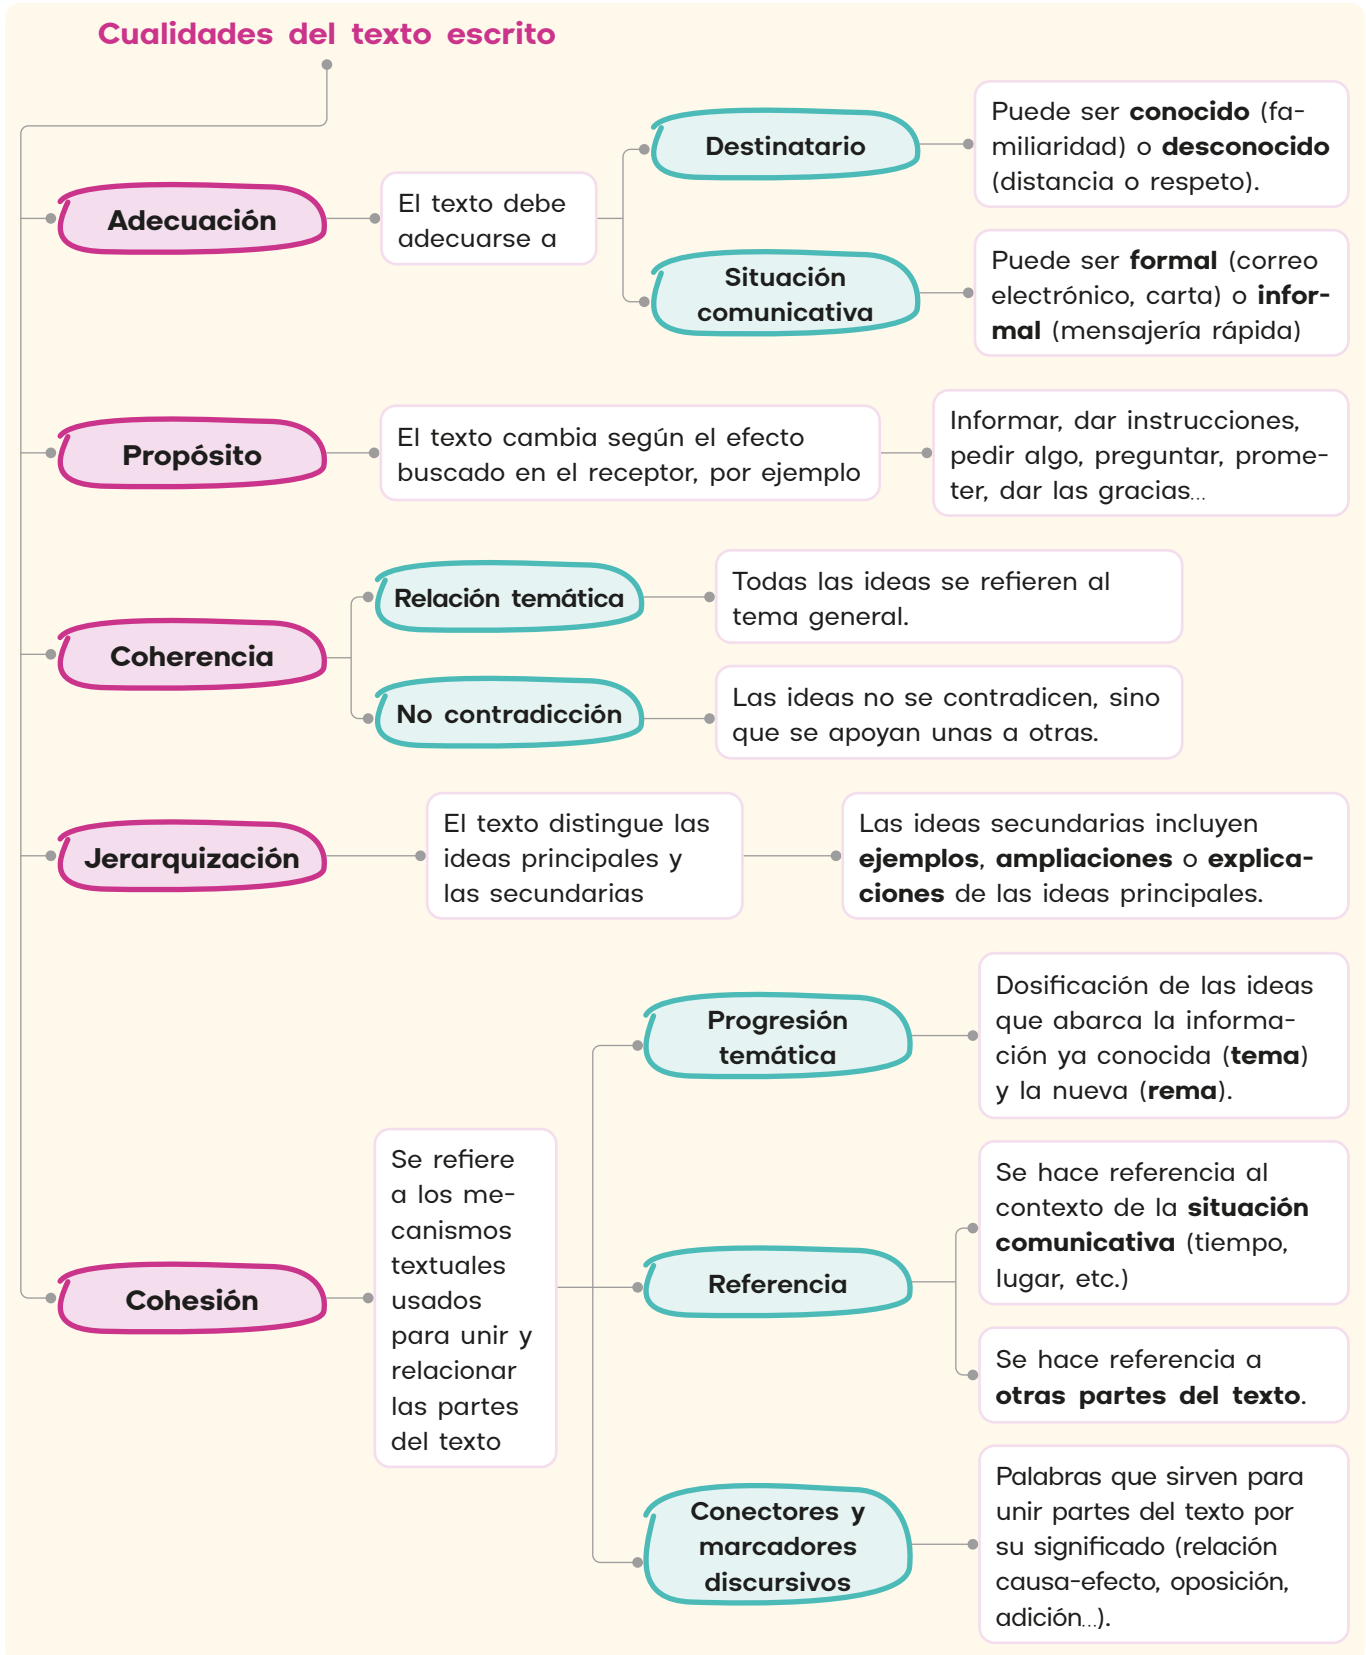 Cualidades del texto escrito
Adecuación
El texto debe
adecuarse a
Destinatario
Puede ser conocido (fa-
miliaridad) o desconocido
(distancia o respeto).
Situación
comunicativa
Puede ser formal (correo
electrónico, carta) o infor-
mal (mensajería rápida)
Propósito
El texto cambia según el efecto
buscado en el receptor, por ejemplo
Informar, dar instrucciones,
pedir algo, preguntar, prome-
ter, dar las gracias...
Coherencia
Relación temática
Todas las ideas se refieren al
tema general.
No contradicción
Las ideas no se contradicen, sino
que se apoyan unas a otras.
Jerarquización
El texto distingue las
ideas principales y
las secundarias
Las ideas secundarias incluyen
ejemplos, ampliaciones o explica-
ciones de las ideas principales.
Cohesión
Se refiere
a los me-
canismos
textuales
usados
para unir y
relacionar
las partes
del texto
Progresión
temática
Dosificación de las ideas
que abarca la informa-
ción ya conocida (tema)
y la nueva (rema).
Referencia
Se hace referencia al
contexto de la situación
comunicativa (tiempo,
lugar, etc.)
Se hace referencia a
otras partes del texto.
Conectores y
marcadores
discursivos
Palabras que sirven para
unir partes del texto por
su significado (relación
causa-efecto, oposición,
adición...).